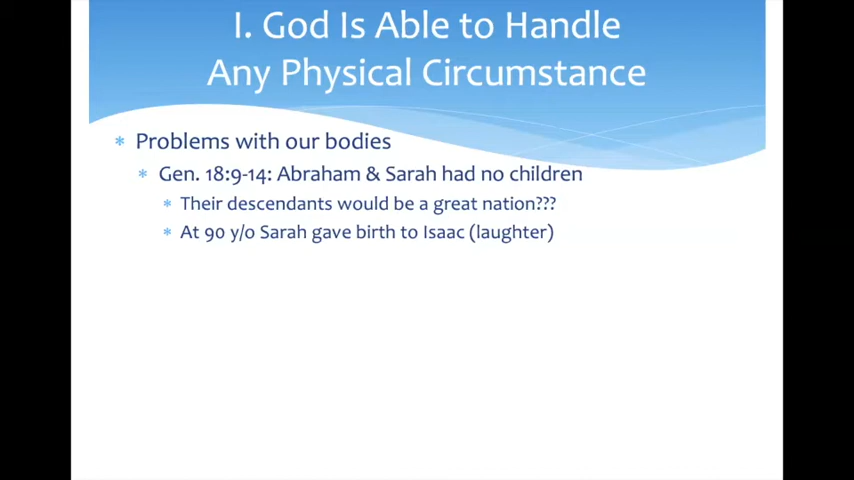 I. God Is Able to Handle
Any Physical Circumstance
* Problems with our bodies
* Gen. 18:9-14: Abraham & Sarah had no children
* Their descendants would be a great nation???
* At 90 y/o Sarah gave birth to Isaac (laughter)